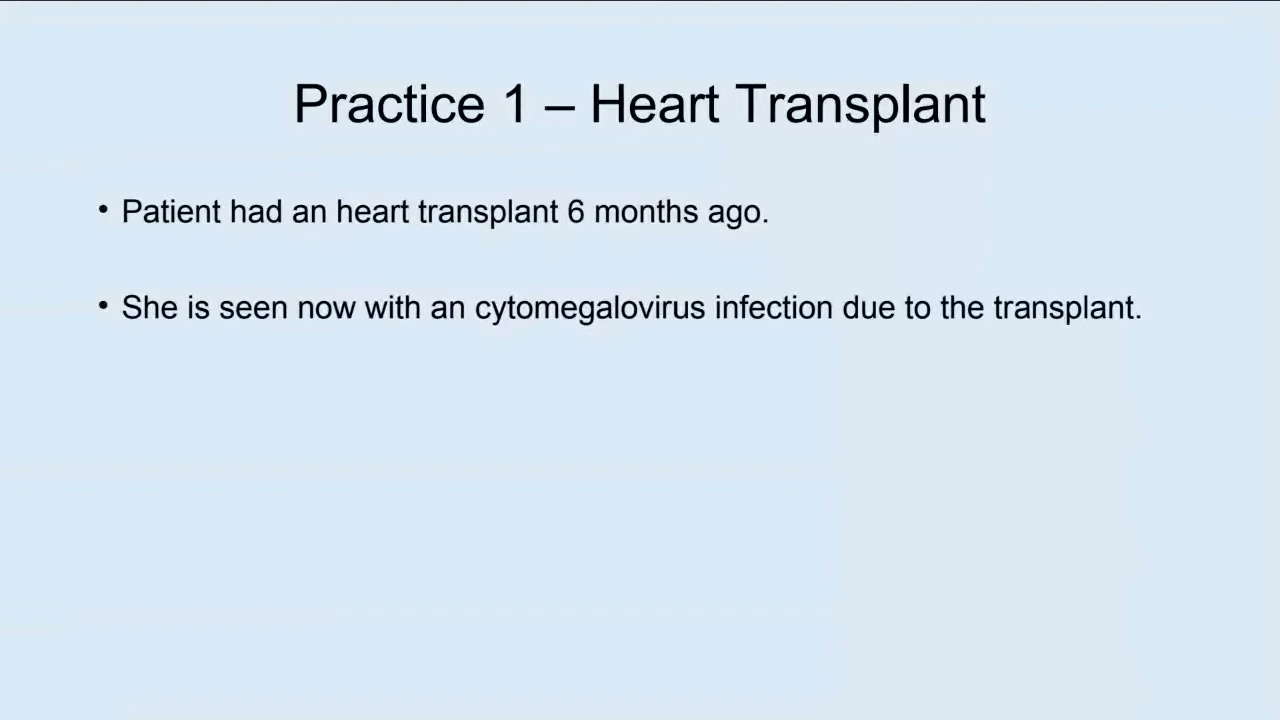 Practice 1 – Heart Transplant
• Patient had an heart transplant 6 months ago.
• She is seen now with an cytomegalovirus infection due to the transplant.